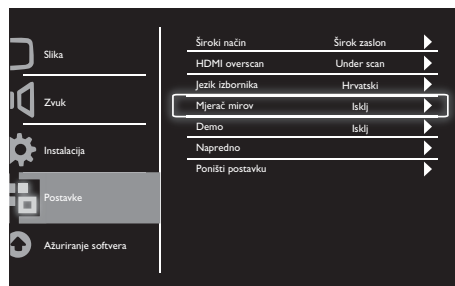 Slika
Zvuk
Instalacija
Postavke
Ažuriranje softvera
Široki način Širok zaslon
HDMI overscan Under scan
Jezik izbornika Hrvatski
Mjerač mirov Isklj
Demo Isklj
Napredno
Poništi postavku